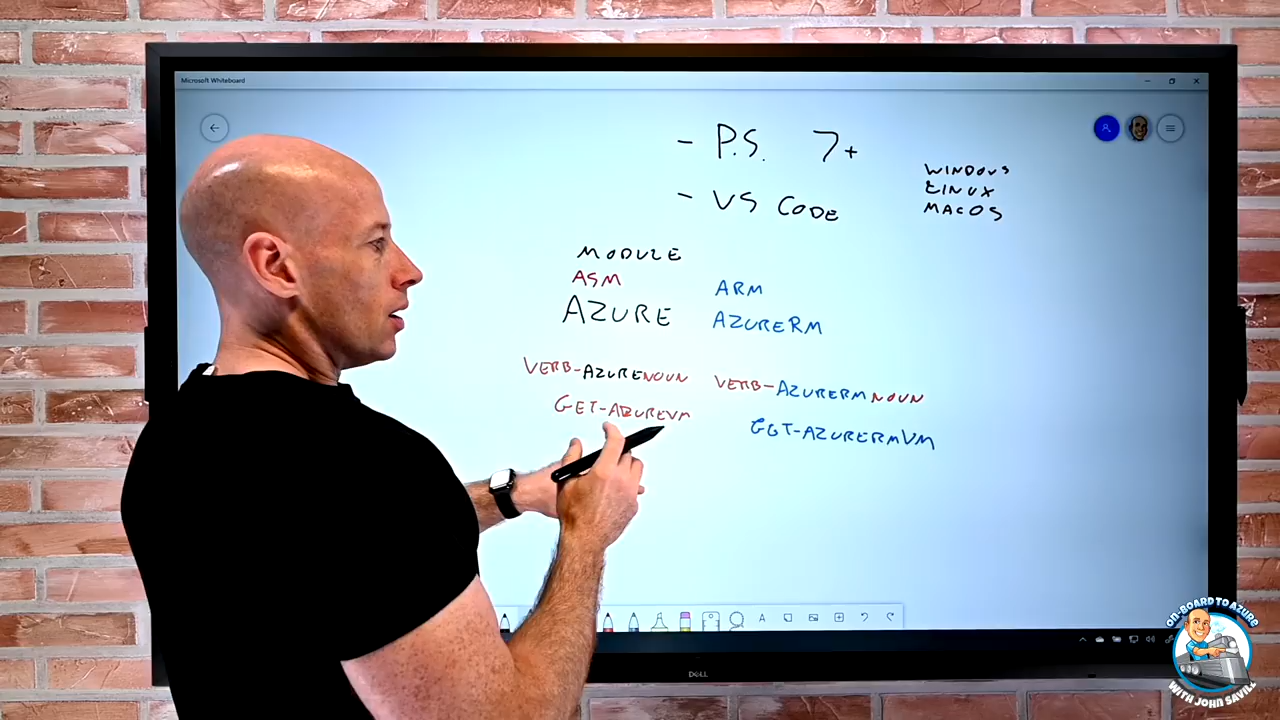 Microsoft Whiteboard
- P.S. 7+
- VS CODE
WINDOWS
LINUX
MACOS
MODULE
ASM
AZURE
ARM
AZURERM
VERB-AZURENOUN
GET-AZUREVM
VERB-AZURERMNOUN
GET-AZURERMVM
A
DELL
ON-BOARD TO AZURE
WITH JOHN SAVILL